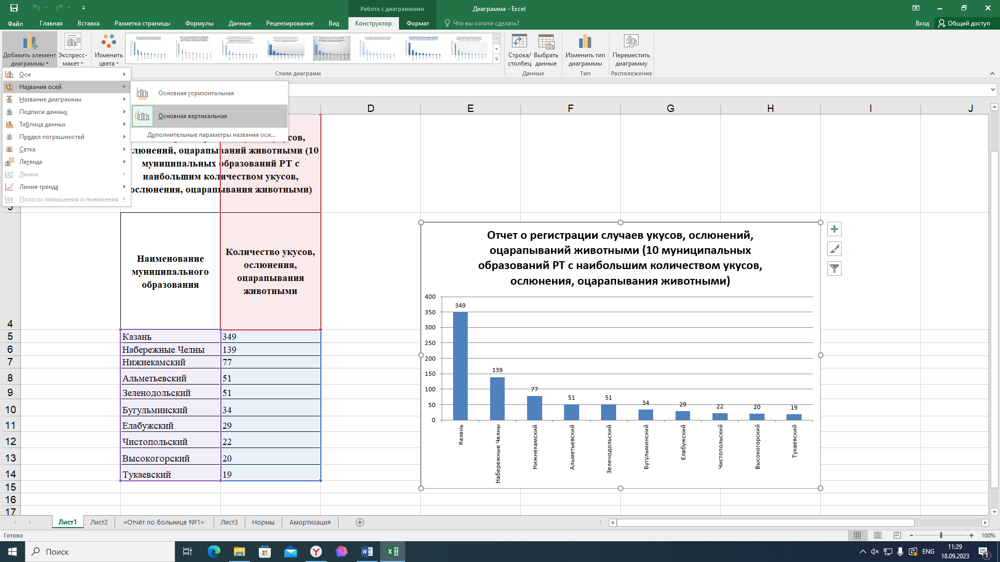 Работа с диаграммами
Диаграмма - Excel
Файл Главная Вставка Разметка страницы Формулы Данные Рецензирование Вид Конструктор Формат Что вы хотите сделать? Вход Общий доступ
Добавить элемент диаграммы
Экспресс-макет
Изменить цвета
Строка/столбец
Выбрать данные
Изменить тип диаграммы
Переместить диаграмму
Стили диаграмм
Данные
Тип
Расположение
Оси
Названия осей
Название диаграммы
Подписи данных
Таблица данных
Предел погрешностей
Сетка
Легенда
Линии
Линия тренда
Полосы повышения и понижения
Основная горизонтальная
Основная вертикальная
Дополнительные параметры названия оси...
D E F G H I J
слюнений, оцарапываний животными (10
муниципальных образований РТ с
наибольшим количеством укусов,
ослюнения, оцарапывания животными)
Наименование
муниципального
образования
Количество укусов,
ослюнения,
оцарапывания
животными
4
5 Казань 349
6 Набережные Челны 139
7 Нижнекамский 77
8 Альметьевский 51
9 Зеленодольский 51
10 Бугульминский 34
11 Елабужский 29
12 Чистопольский 22
13 Высокогорский 20
14 Тукаевский 19
15
16
17
Отчет о регистрации случаев укусов, ослюнений,
оцарапываний животными (10 муниципальных
образований РТ с наибольшим количеством укусов,
ослюнения, оцарапывания животными)
400
350
300
250
200
150
100
50
0
349 139 77 51 51 34 29 22 20 19
Казань
Набережные Челны
Нижнекамский
Альметьевский
Зеленодольский
Бугульминский
Елабужский
Чистопольский
Высокогорский
Тукаевский
Лист1 Лист2 «Отчёт по больнице №1» Лист3 Нормы Амортизация
Готово
100%
Поиск
ENG
11:29
18.09.2023
1